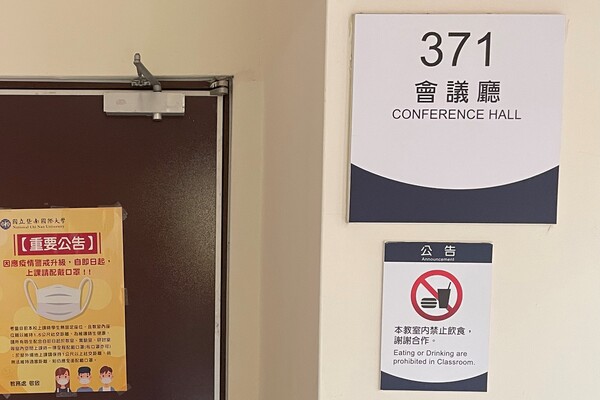 371
會議廳
CONFERENCE HALL
公告
Announcement
本教室內禁止飲食，
謝謝合作。
Eating or Drinking are
prohibited in Classroom.
國立暨南國際大學
National Chi Nan University
【重要公告】
因應疫情警戒升級，自即日起，
上課請配戴口罩！！
教務處 敬啟